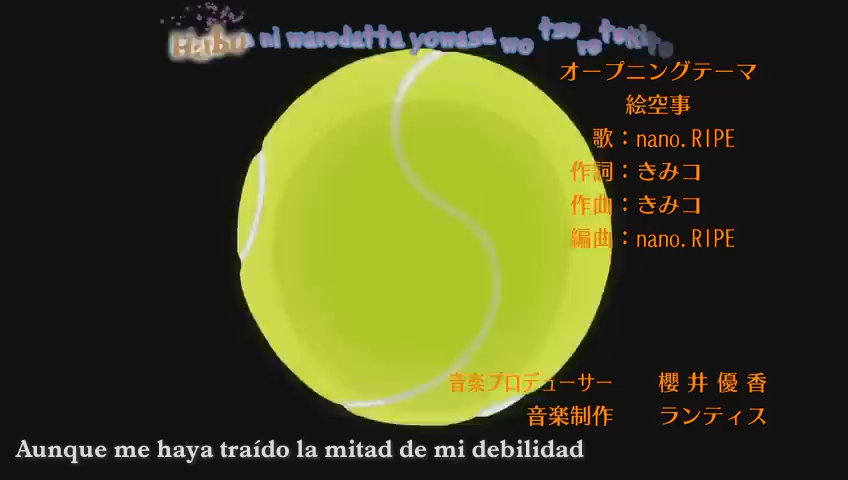 Habun ni waredatta yowasa wo tsuretekite
オープニングテーマ
絵空事
歌：nano.RIPE
作詞：きみコ
作曲：きみコ
編曲：nano.RIPE
音楽プロデューサー　櫻井優香
音楽制作　ランティス
Aunque me haya traído la mitad de mi debilidad